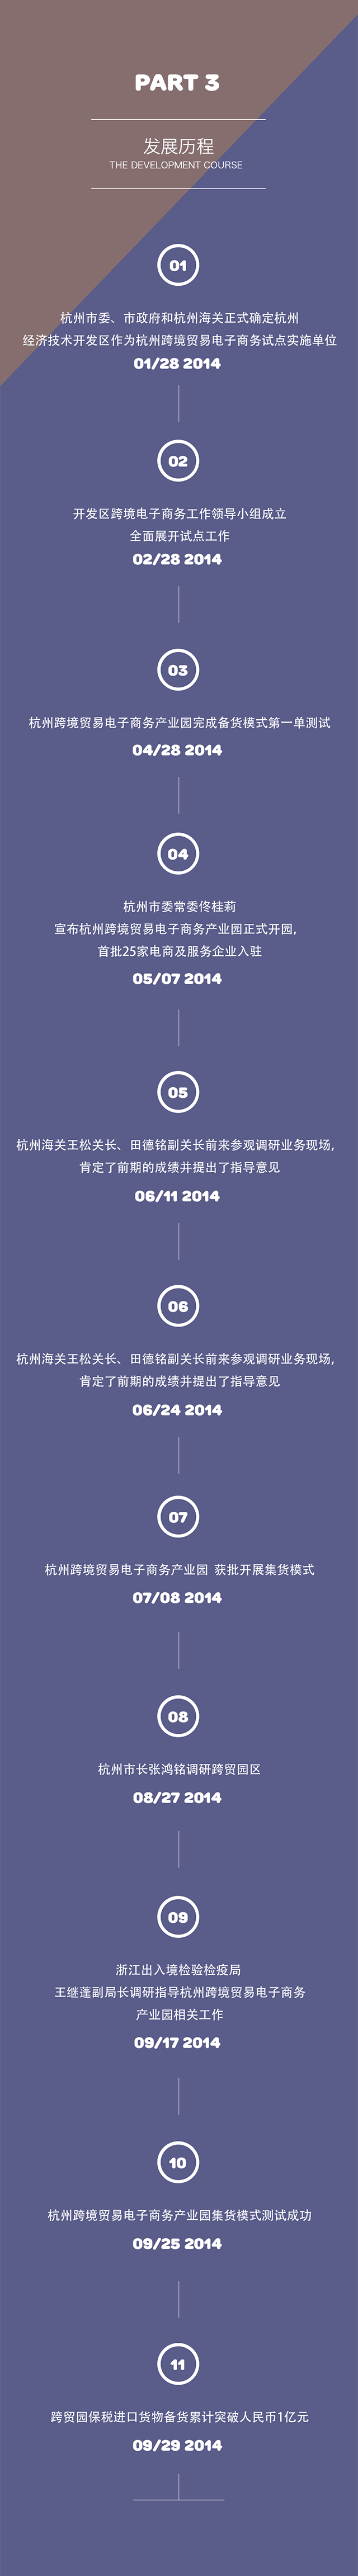 PART 3
发展历程
THE DEVELOPMENT COURSE
01
杭州市委、市政府和杭州海关正式确定杭州
经济技术开发区作为杭州跨境贸易电子商务试点实施单位
01/28 2014
02
开发区跨境电子商务工作领导小组成立
全面展开试点工作
02/28 2014
03
杭州跨境贸易电子商务产业园完成备货模式第一单测试
04/28 2014
04
杭州市委常委佟桂莉
宣布杭州跨境贸易电子商务产业园正式开园,
首批25家电商及服务企业入驻
05/07 2014
05
杭州海关王松关长、田德铭副关长前来参观调研业务现场,
肯定了前期的成绩并提出了指导意见
06/11 2014
06
杭州海关王松关长、田德铭副关长前来参观调研业务现场,
肯定了前期的成绩并提出了指导意见
06/24 2014
07
杭州跨境贸易电子商务产业园 获批开展集货模式
07/08 2014
08
杭州市长张鸿铭调研跨贸园区
08/27 2014
09
浙江出入境检验检疫局
王继蓬副局长调研指导杭州跨境贸易电子商务
产业园相关工作
09/17 2014
10
杭州跨境贸易电子商务产业园集货模式测试成功
09/25 2014
11
跨贸园保税进口货物备货累计突破人民币1亿元
09/29 2014